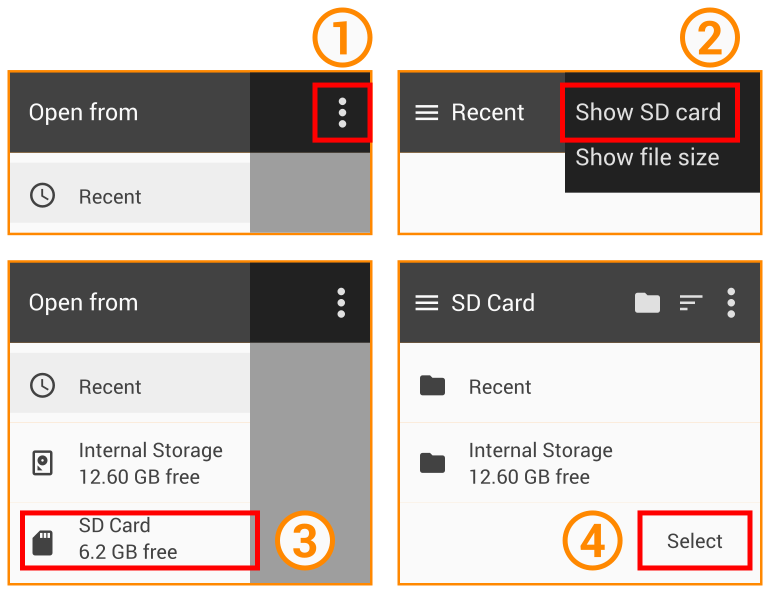 1
Open from
Recent
2
Recent
Show SD card
Show file size
Open from
Recent
Internal Storage
12.60 GB free
SD Card
6.2 GB free
3
SD Card
Recent
Internal Storage
12.60 GB free
4
Select